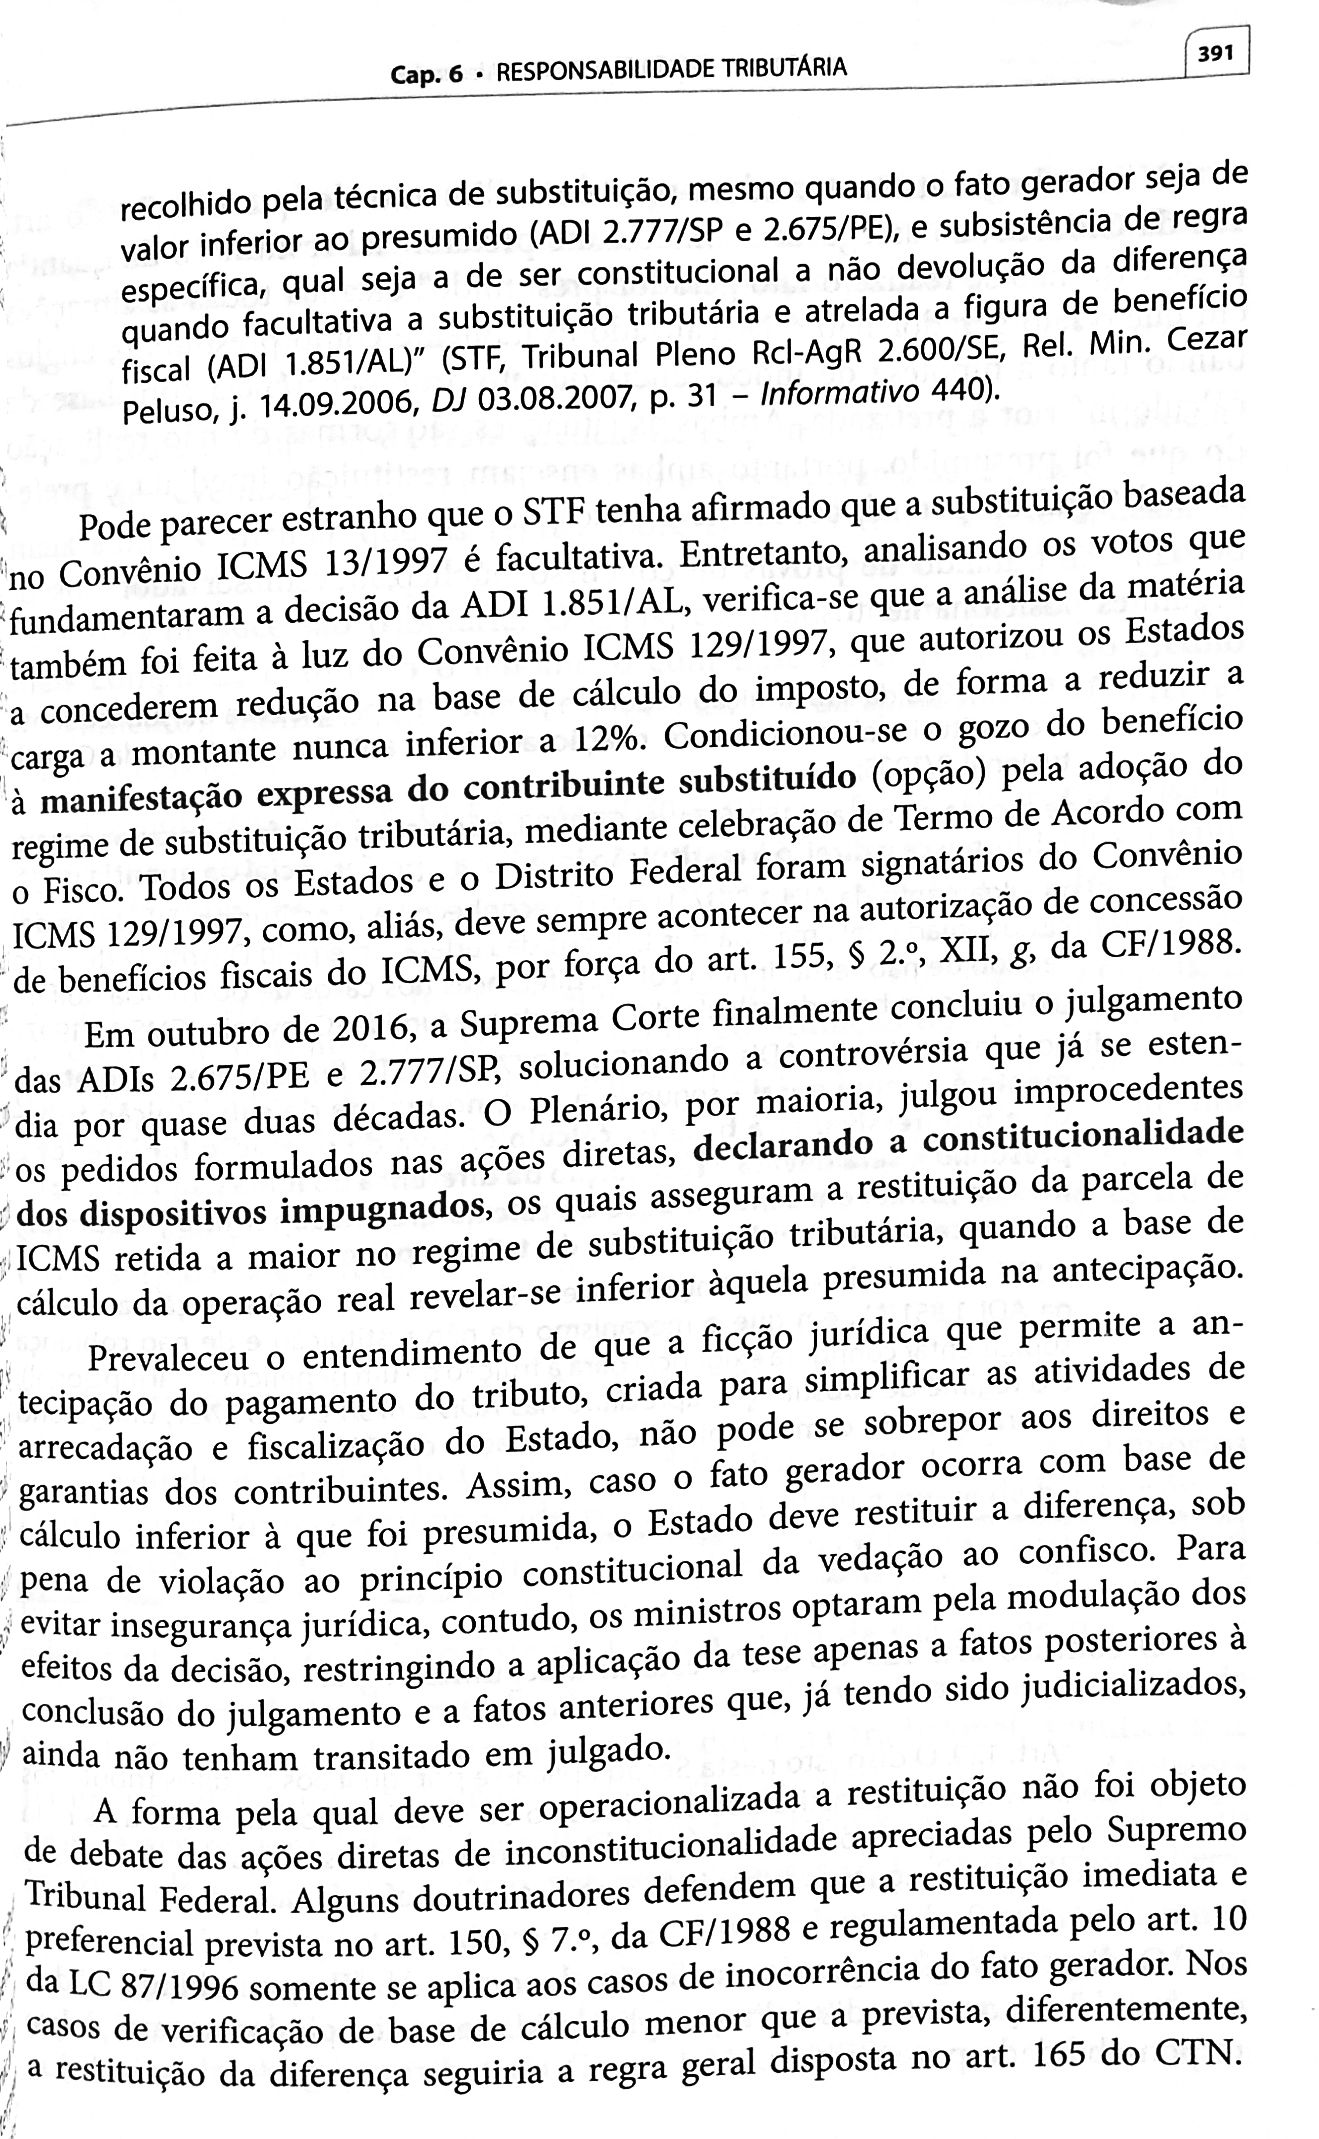 Cap. 6 • RESPONSABILIDADE TRIBUTÁRIA
391
recolhido pela técnica de substituição, mesmo quando o fato gerador seja de
valor inferior ao presumido (ADI 2.777/SP e 2.675/PE), e subsistência de regra
específica, qual seja a de ser constitucional a não devolução da diferença
quando facultativa a substituição tributária e atrelada a figura de benefício
fiscal (ADI 1.851/AL)” (STF, Tribunal Pleno Rcl-AgR 2.600/SE, Rel. Min. Cezar
Peluso, j. 14.09.2006, DJ 03.08.2007, p. 31 – Informativo 440).
Pode parecer estranho que o STF tenha afirmado que a substituição baseada
no Convênio ICMS 13/1997 é facultativa. Entretanto, analisando os votos que
fundamentaram a decisão da ADI 1.851/AL, verifica-se que a análise da matéria
também foi feita à luz do Convênio ICMS 129/1997, que autorizou os Estados
a concederem redução na base de cálculo do imposto, de forma a reduzir a
carga a montante nunca inferior a 12%. Condicionou-se o gozo do benefício
à manifestação expressa do contribuinte substituído (opção) pela adoção do
regime de substituição tributária, mediante celebração de Termo de Acordo com
o Fisco. Todos os Estados e o Distrito Federal foram signatários do Convênio
ICMS 129/1997, como, aliás, deve sempre acontecer na autorização de concessão
de benefícios fiscais do ICMS, por força do art. 155, § 2.º, XII, g, da CF/1988.
Em outubro de 2016, a Suprema Corte finalmente concluiu o julgamento
das ADIs 2.675/PE e 2.777/SP, solucionando a controvérsia que já se esten-
dia por quase duas décadas. O Plenário, por maioria, julgou improcedentes
os pedidos formulados nas ações diretas, declarando a constitucionalidade
dos dispositivos impugnados, os quais asseguram a restituição da parcela de
ICMS retida a maior no regime de substituição tributária, quando a base de
cálculo da operação real revelar-se inferior àquela presumida na antecipação.
Prevaleceu o entendimento de que a ficção jurídica que permite a an-
tecipação do pagamento do tributo, criada para simplificar as atividades de
arrecadação e fiscalização do Estado, não pode se sobrepor aos direitos e
garantias dos contribuintes. Assim, caso o fato gerador ocorra com base de
cálculo inferior à que foi presumida, o Estado deve restituir a diferença, sob
pena de violação ao princípio constitucional da vedação ao confisco. Para
evitar insegurança jurídica, contudo, os ministros optaram pela modulação dos
efeitos da decisão, restringindo a aplicação da tese apenas a fatos posteriores à
conclusão do julgamento e a fatos anteriores que, já tendo sido judicializados,
ainda não tenham transitado em julgado.
A forma pela qual deve ser operacionalizada a restituição não foi objeto
de debate das ações diretas de inconstitucionalidade apreciadas pelo Supremo
Tribunal Federal. Alguns doutrinadores defendem que a restituição imediata e
preferencial prevista no art. 150, § 7.º, da CF/1988 e regulamentada pelo art. 10
da LC 87/1996 somente se aplica aos casos de inocorrência do fato gerador. Nos
casos de verificação de base de cálculo menor que a prevista, diferentemente,
a restituição da diferença seguiria a regra geral disposta no art. 165 do CTN.